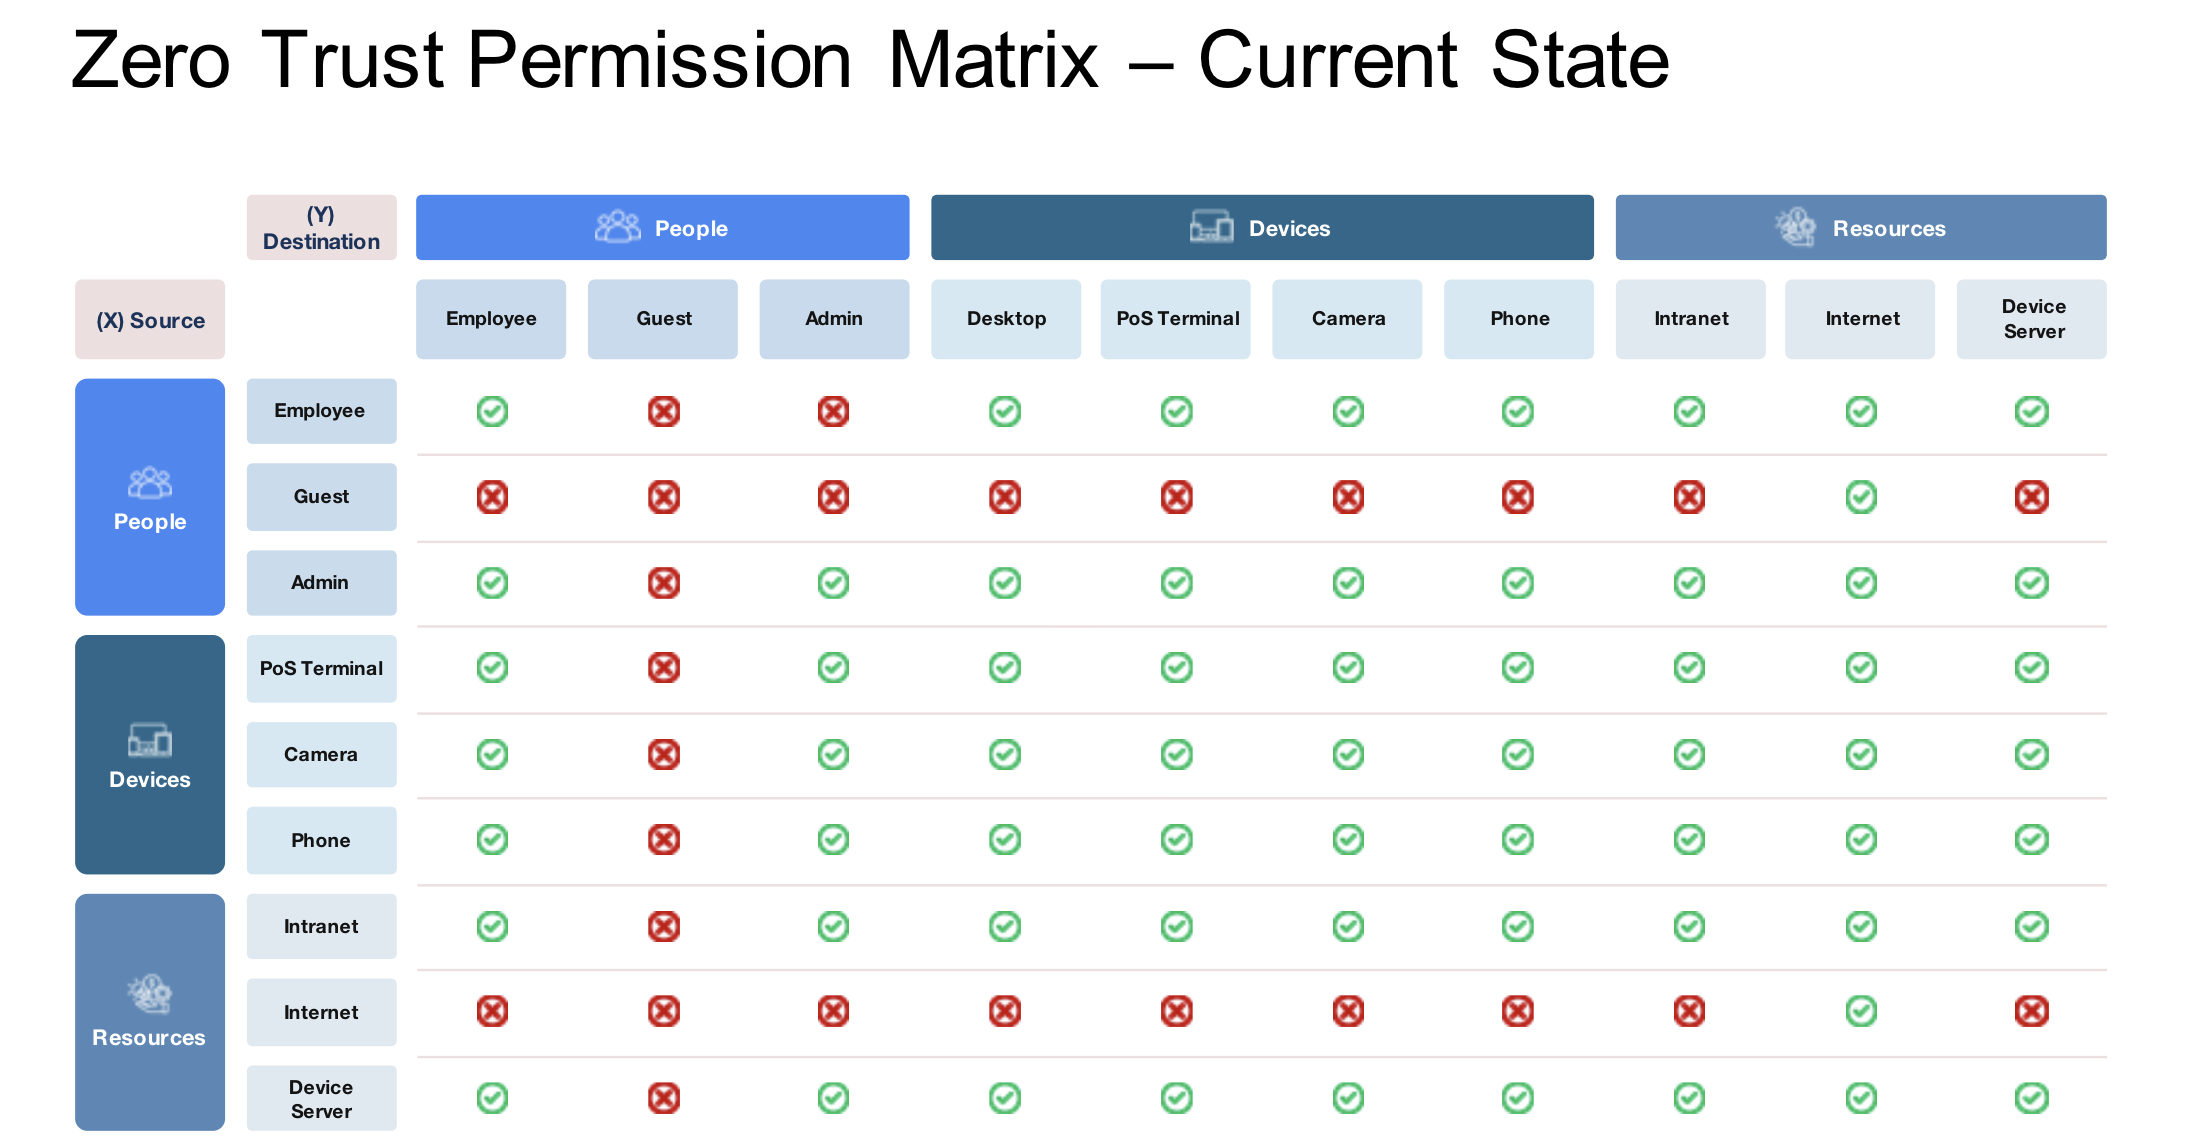 Zero Trust Permission Matrix – Current State
(Y)
Destination
People
Devices
Resources
(X) Source
Employee
Guest
Admin
Desktop
PoS Terminal
Camera
Phone
Intranet
Internet
Device
Server
People
Employee
Guest
Admin
Devices
PoS Terminal
Camera
Phone
Resources
Intranet
Internet
Device
Server